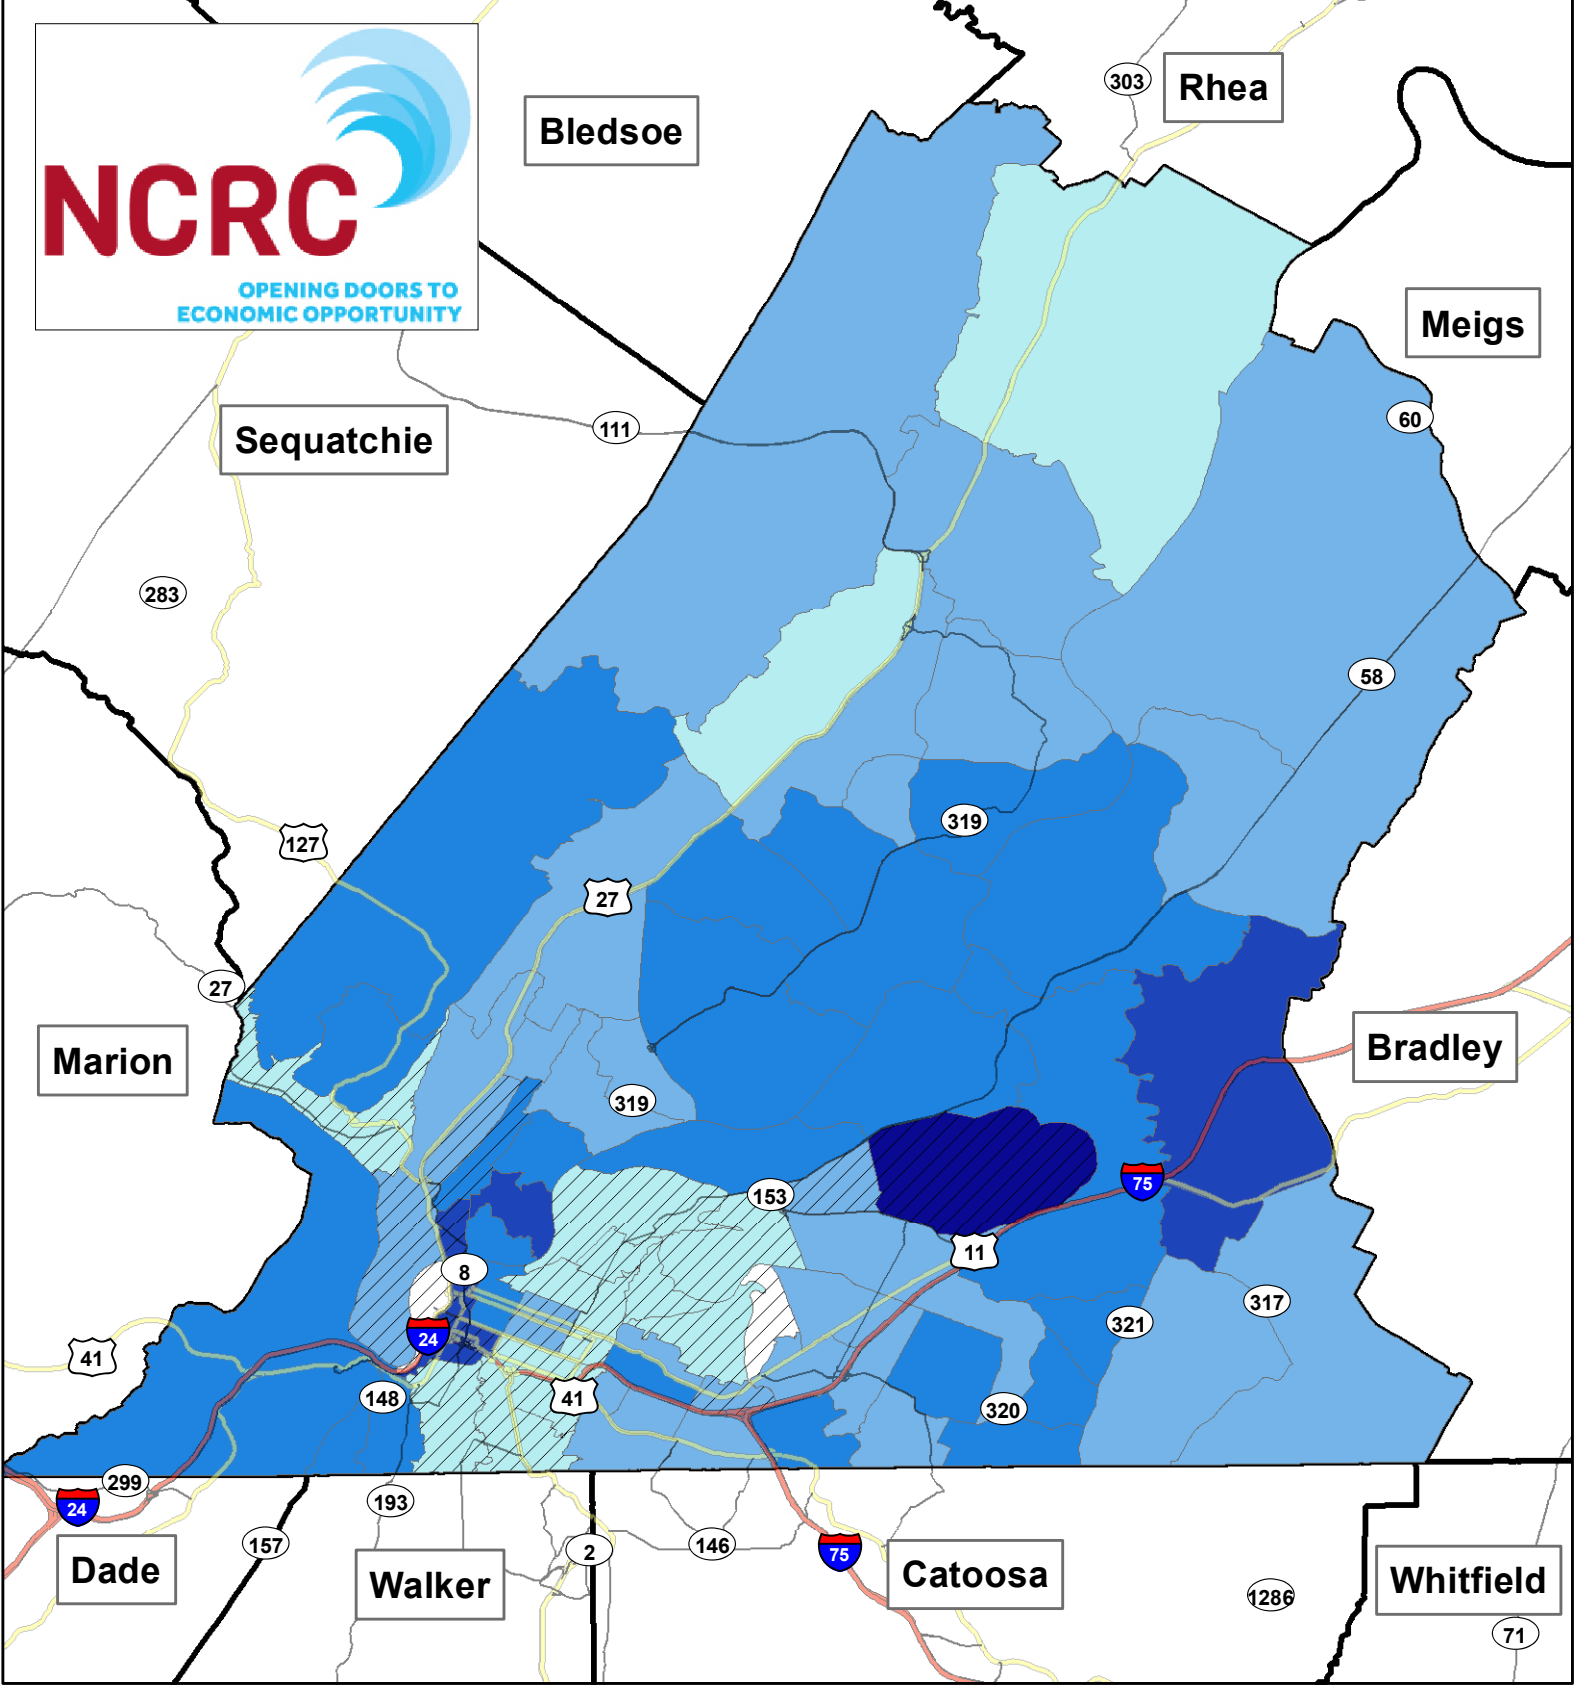 NCRC
OPENING DOORS TO
ECONOMIC OPPORTUNITY
303
Rhea
Bledsoe
Meigs
60
111
Sequatchie
283
58
319
127
27
27
Marion
Bradley
319
75
153
11
8
317
321
24
41
41
148
320
299
24
193
157
2
146
75
Dade
Walker
Catoosa
Whitfield
1286
71